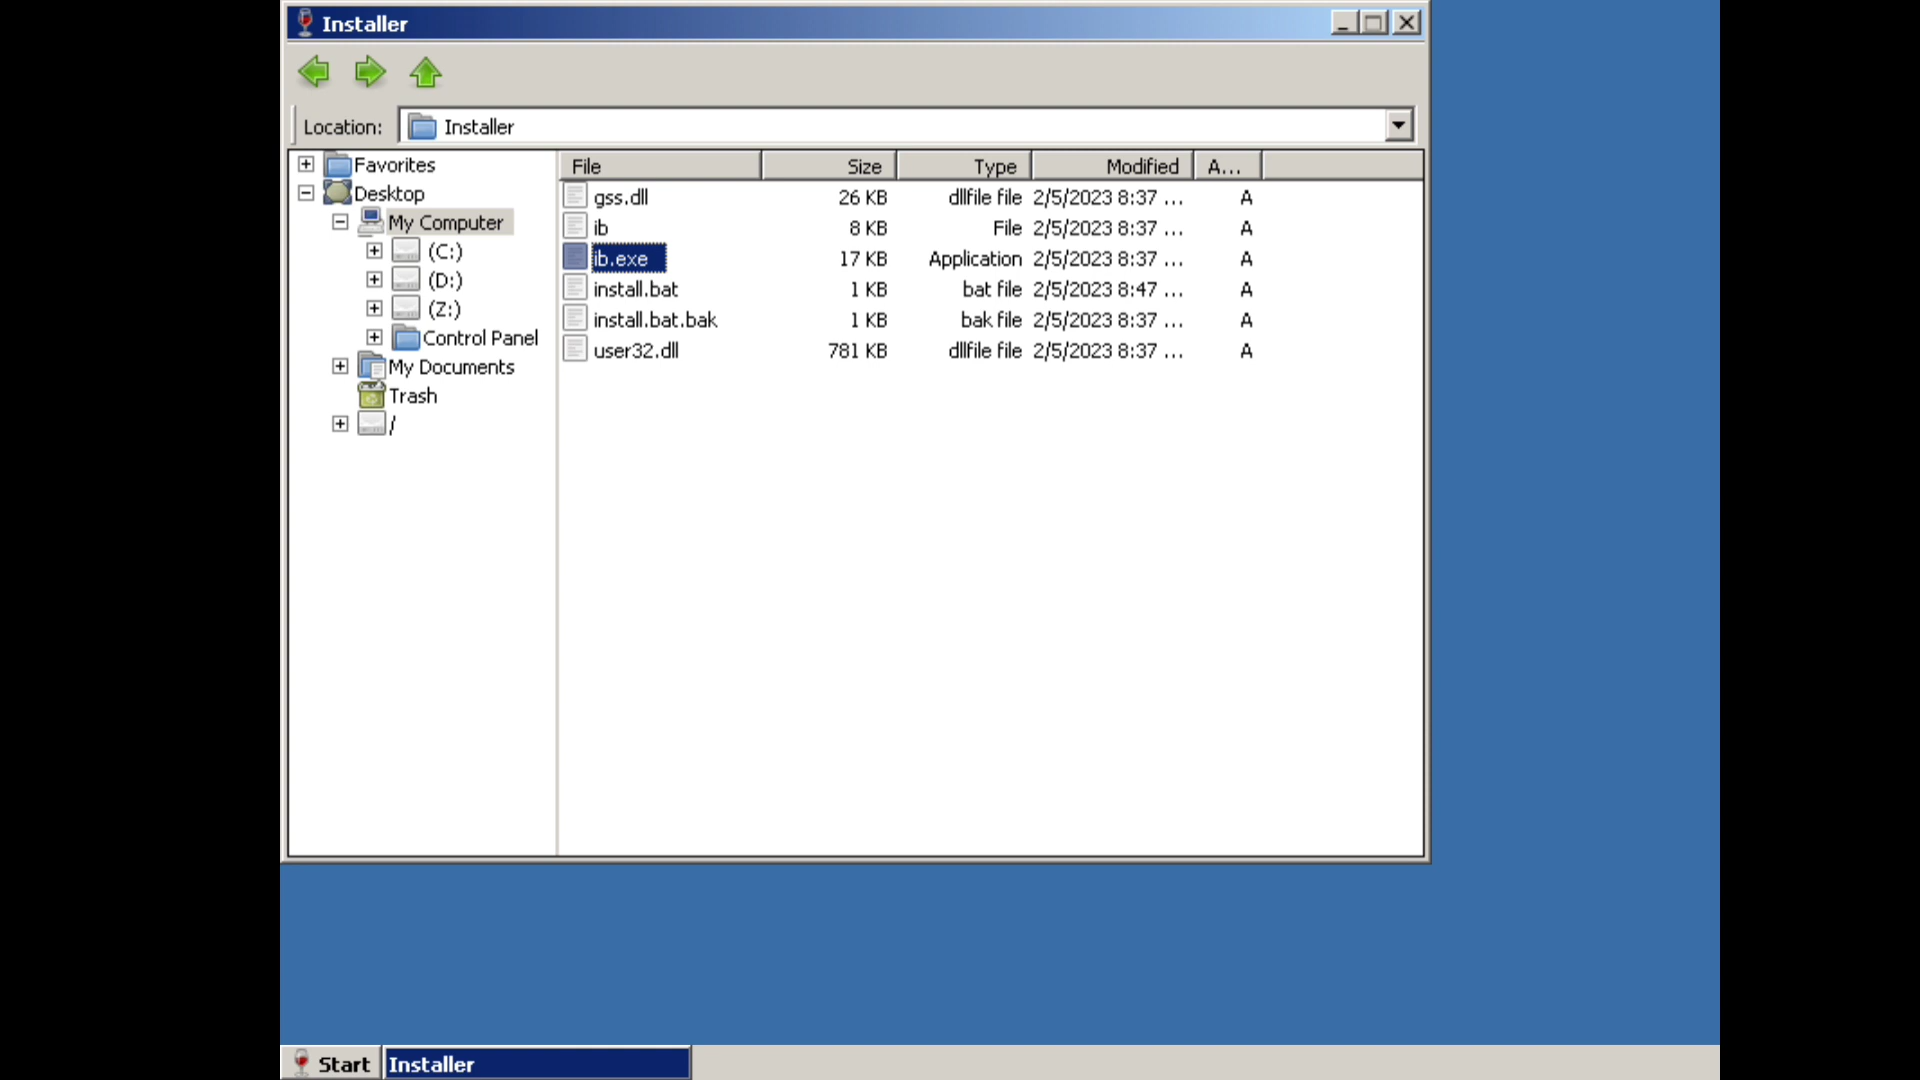 Installer
Location: Installer
Favorites
Desktop
My Computer
(C:)
(D:)
(Z:)
Control Panel
My Documents
Trash
/
File Size Type Modified A...
gss.dll 26 KB dllfile file 2/5/2023 8:37 ... A
ib 8 KB File 2/5/2023 8:37 ... A
ib.exe 17 KB Application 2/5/2023 8:37 ... A
install.bat 1 KB bat file 2/5/2023 8:47 ... A
install.bat.bak 1 KB bak file 2/5/2023 8:37 ... A
user32.dll 781 KB dllfile file 2/5/2023 8:37 ... A
Start Installer